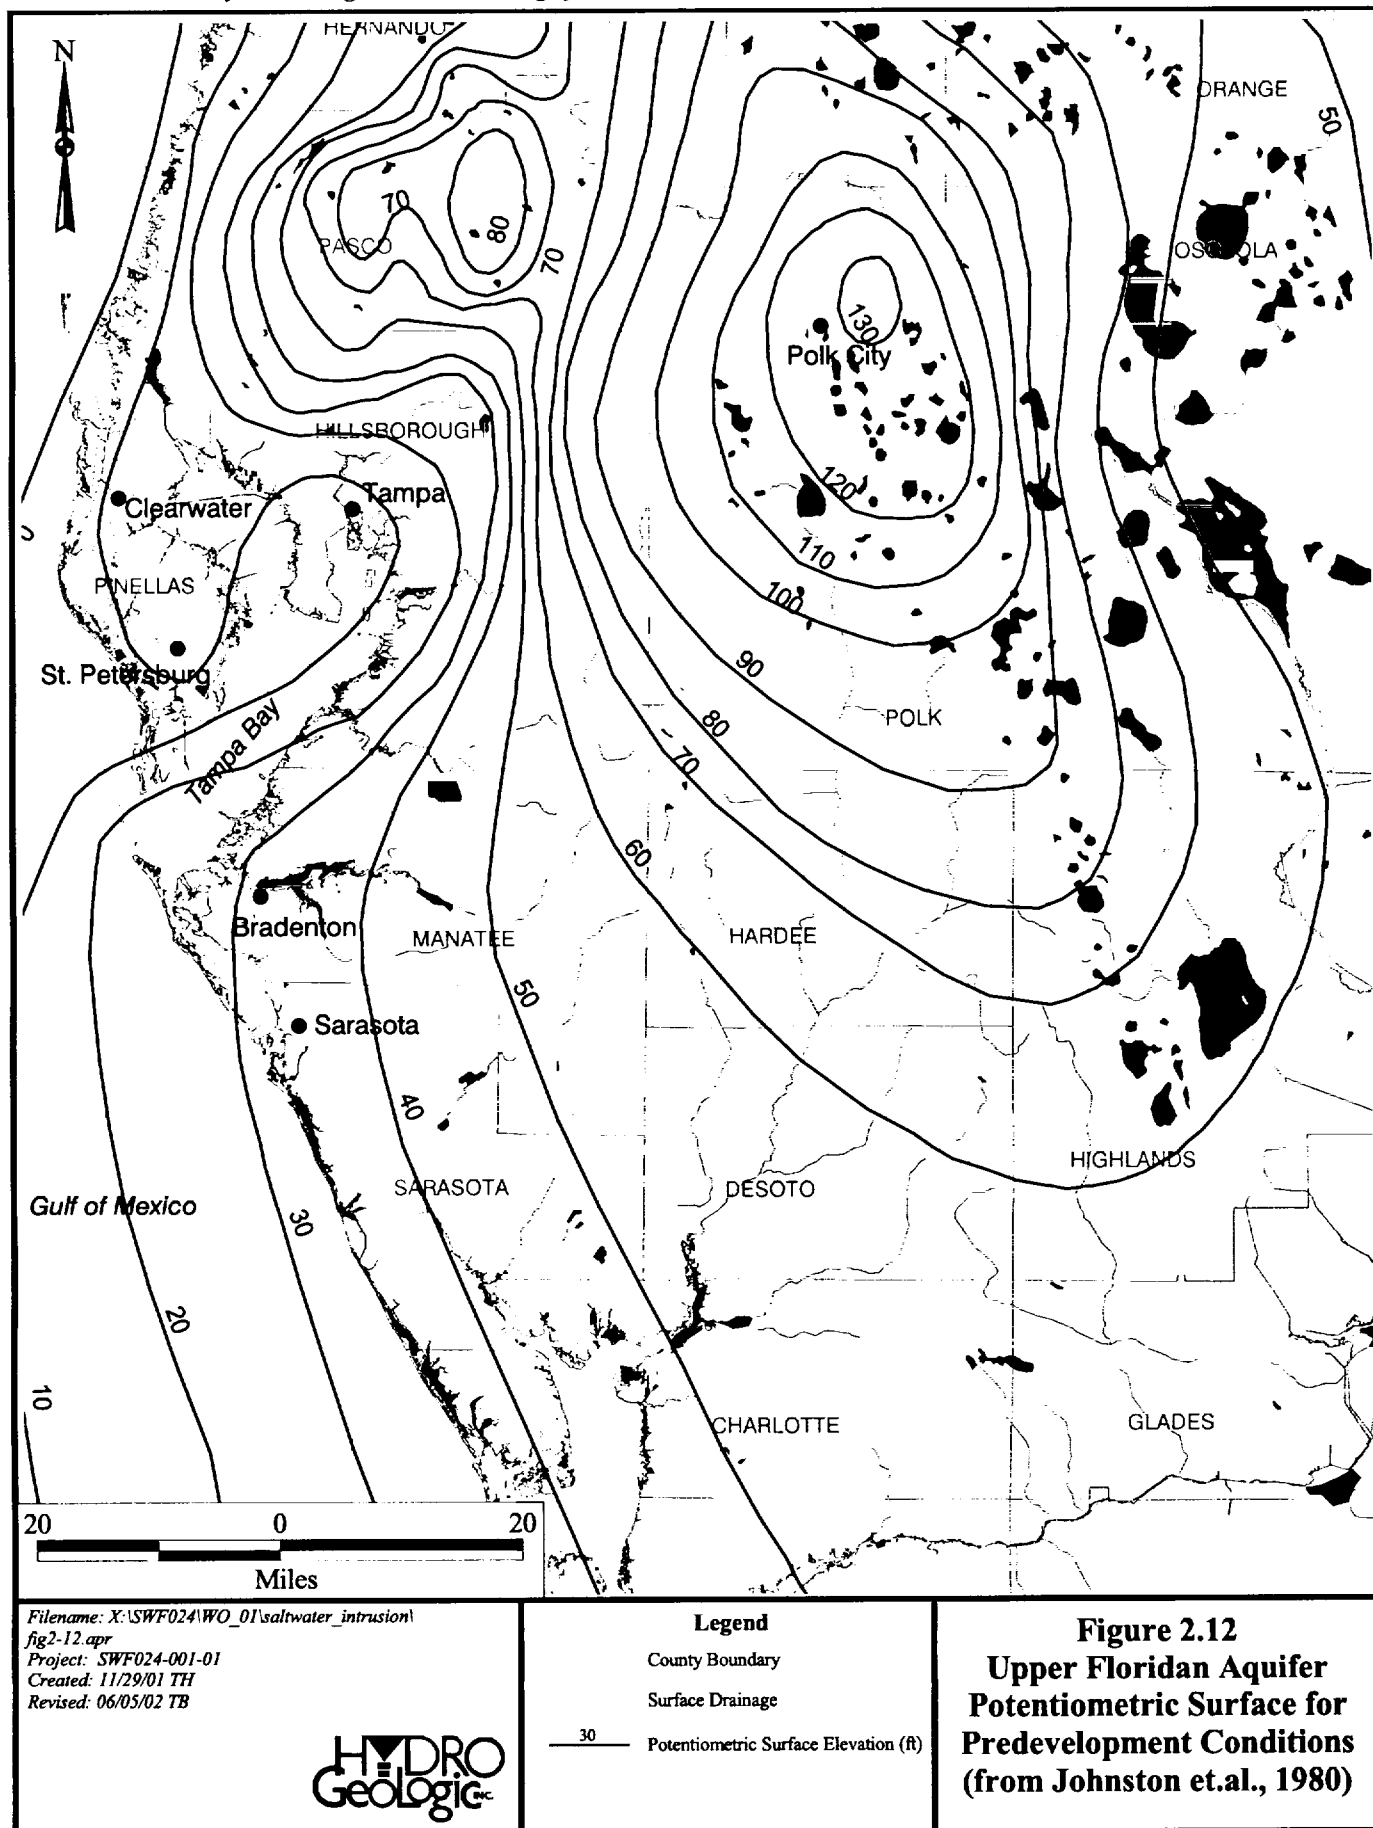 HERNANDO
N
ORANGE
50
70
PASCO
80
70
OSCEOLA
130
Polk City
HILLSBOROUGH
120
Tampa
Clearwater
110
PINELLAS
100
St. Petersburg
90
80
POLK
Tampa Bay
70
60
Bradenton
MANATEE
HARDEE
50
Sarasota
40
HIGHLANDS
SARASOTA
DESOTO
Gulf of Mexico
30
20
10
CHARLOTTE
GLADES
20 0 20
Miles
Filename: X:\SWF024\WO_01\saltwater_intrusion\
fig2-12.apr
Project: SWF024-001-01
Created: 11/29/01 TH
Revised: 06/05/02 TB
HYDRO
GeoLogic INC.
Legend
County Boundary
Surface Drainage
30 Potentiometric Surface Elevation (ft)
Figure 2.12
Upper Floridan Aquifer
Potentiometric Surface for
Predevelopment Conditions
(from Johnston et.al., 1980)